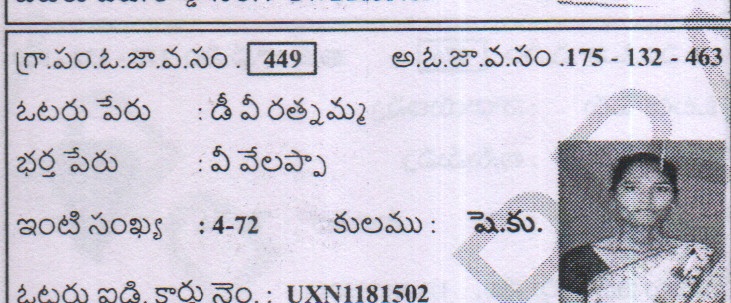 గ్రా.పం.ఓ.జా.వ.సం 449 అ.ఓ.జా.వ.సం .175 - 132 - 463
ఓటరు పేరు : డీ వీ రత్నమ్మ
భర్త పేరు : వీ వేలప్పా
ఇంటి సంఖ్య : 4-72 కులము : షె.కు.
ఓటరు ఐడి. కార్డు నెం. : UXN1181502